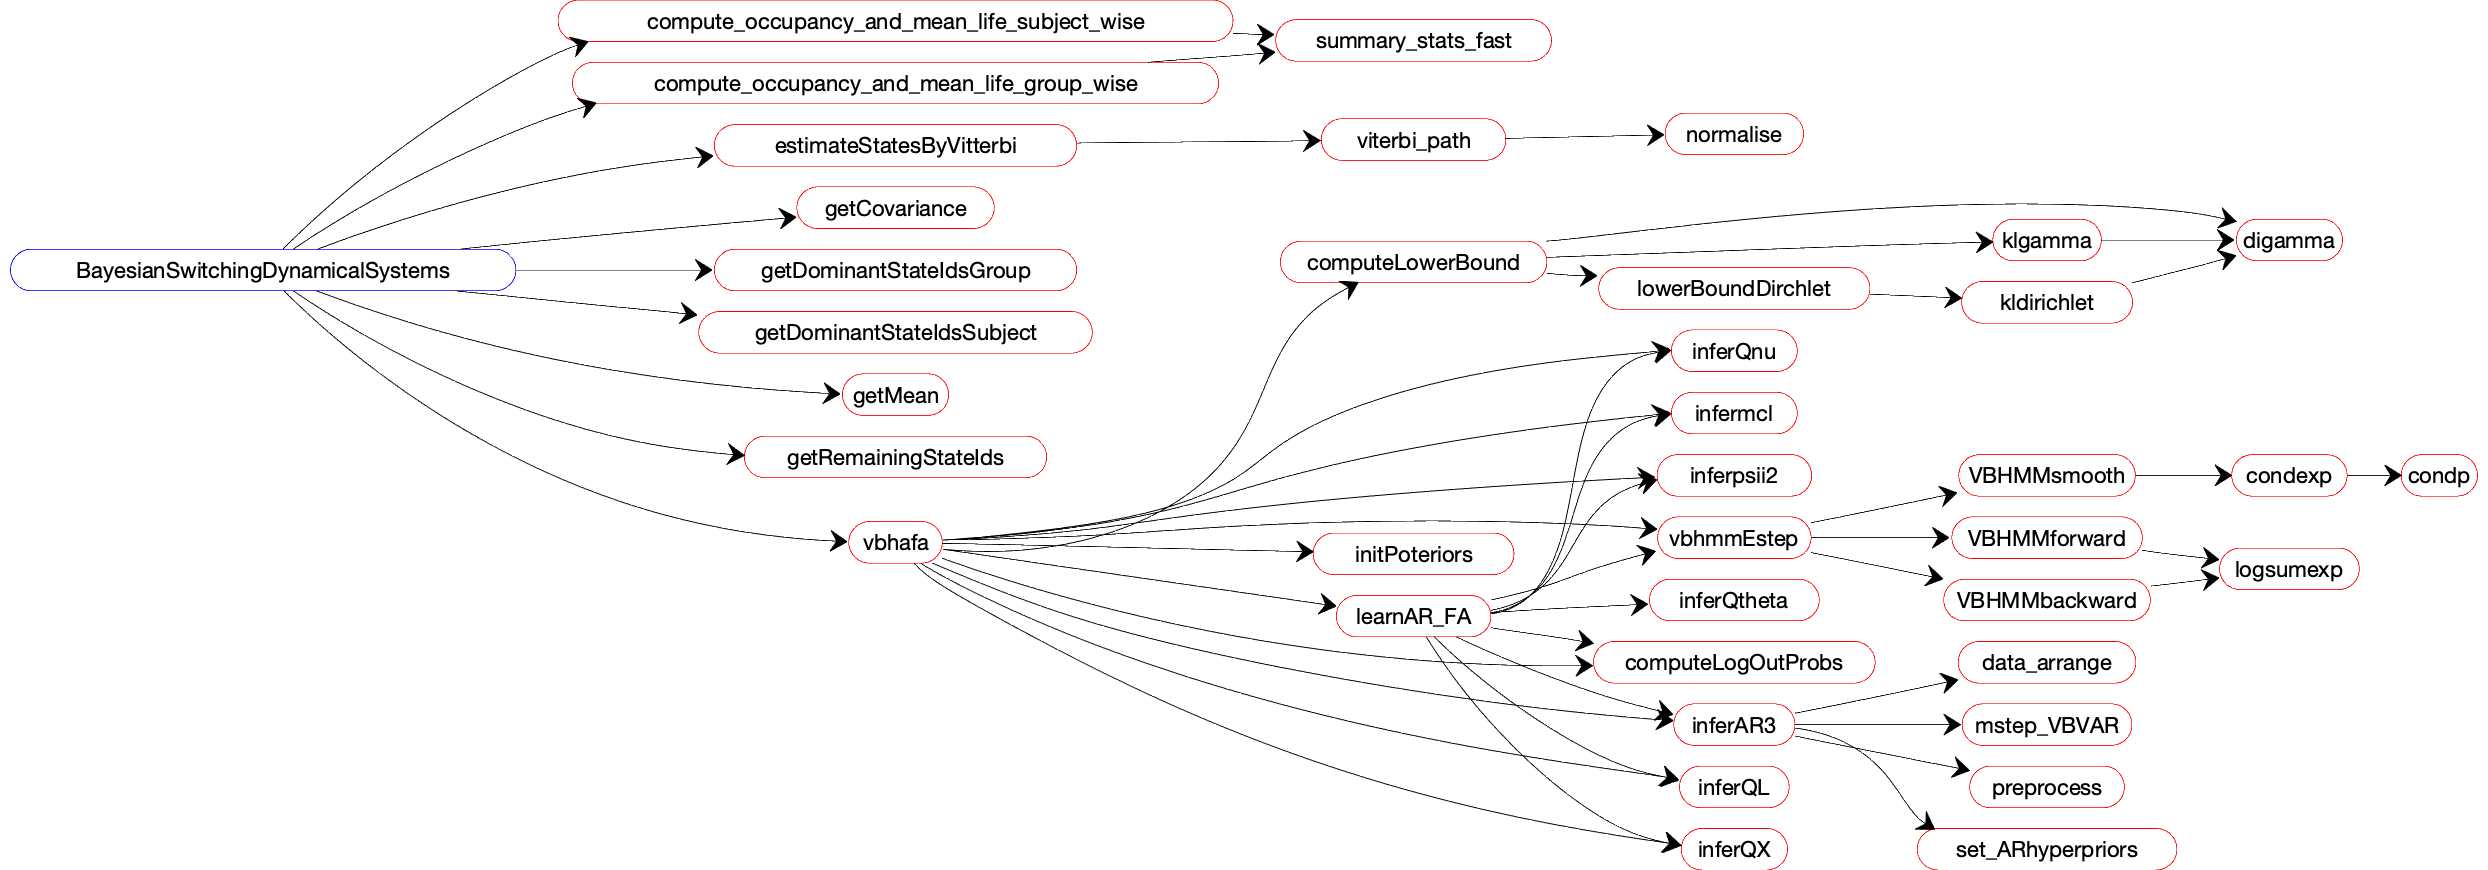 compute_occupancy_and_mean_life_subject_wise
summary_stats_fast
compute_occupancy_and_mean_life_group_wise
estimateStatesByVitterbi
viterbi_path
normalise
getCovariance
BayesianSwitchingDynamicalSystems
getDominantStateIdsGroup
computeLowerBound
klgamma
digamma
lowerBoundDirchlet
kldirichlet
getDominantStateIdsSubject
inferQnu
getMean
infermcl
getRemainingStateIds
inferpsii2
VBHMMsmooth
condexp
condp
vbhafa
initPoteriors
vbhmmEstep
VBHMMforward
logsumexp
learnAR_FA
inferQtheta
VBHMMbackward
computeLogOutProbs
data_arrange
inferAR3
mstep_VBVAR
inferQL
preprocess
inferQX
set_ARhyperpriors